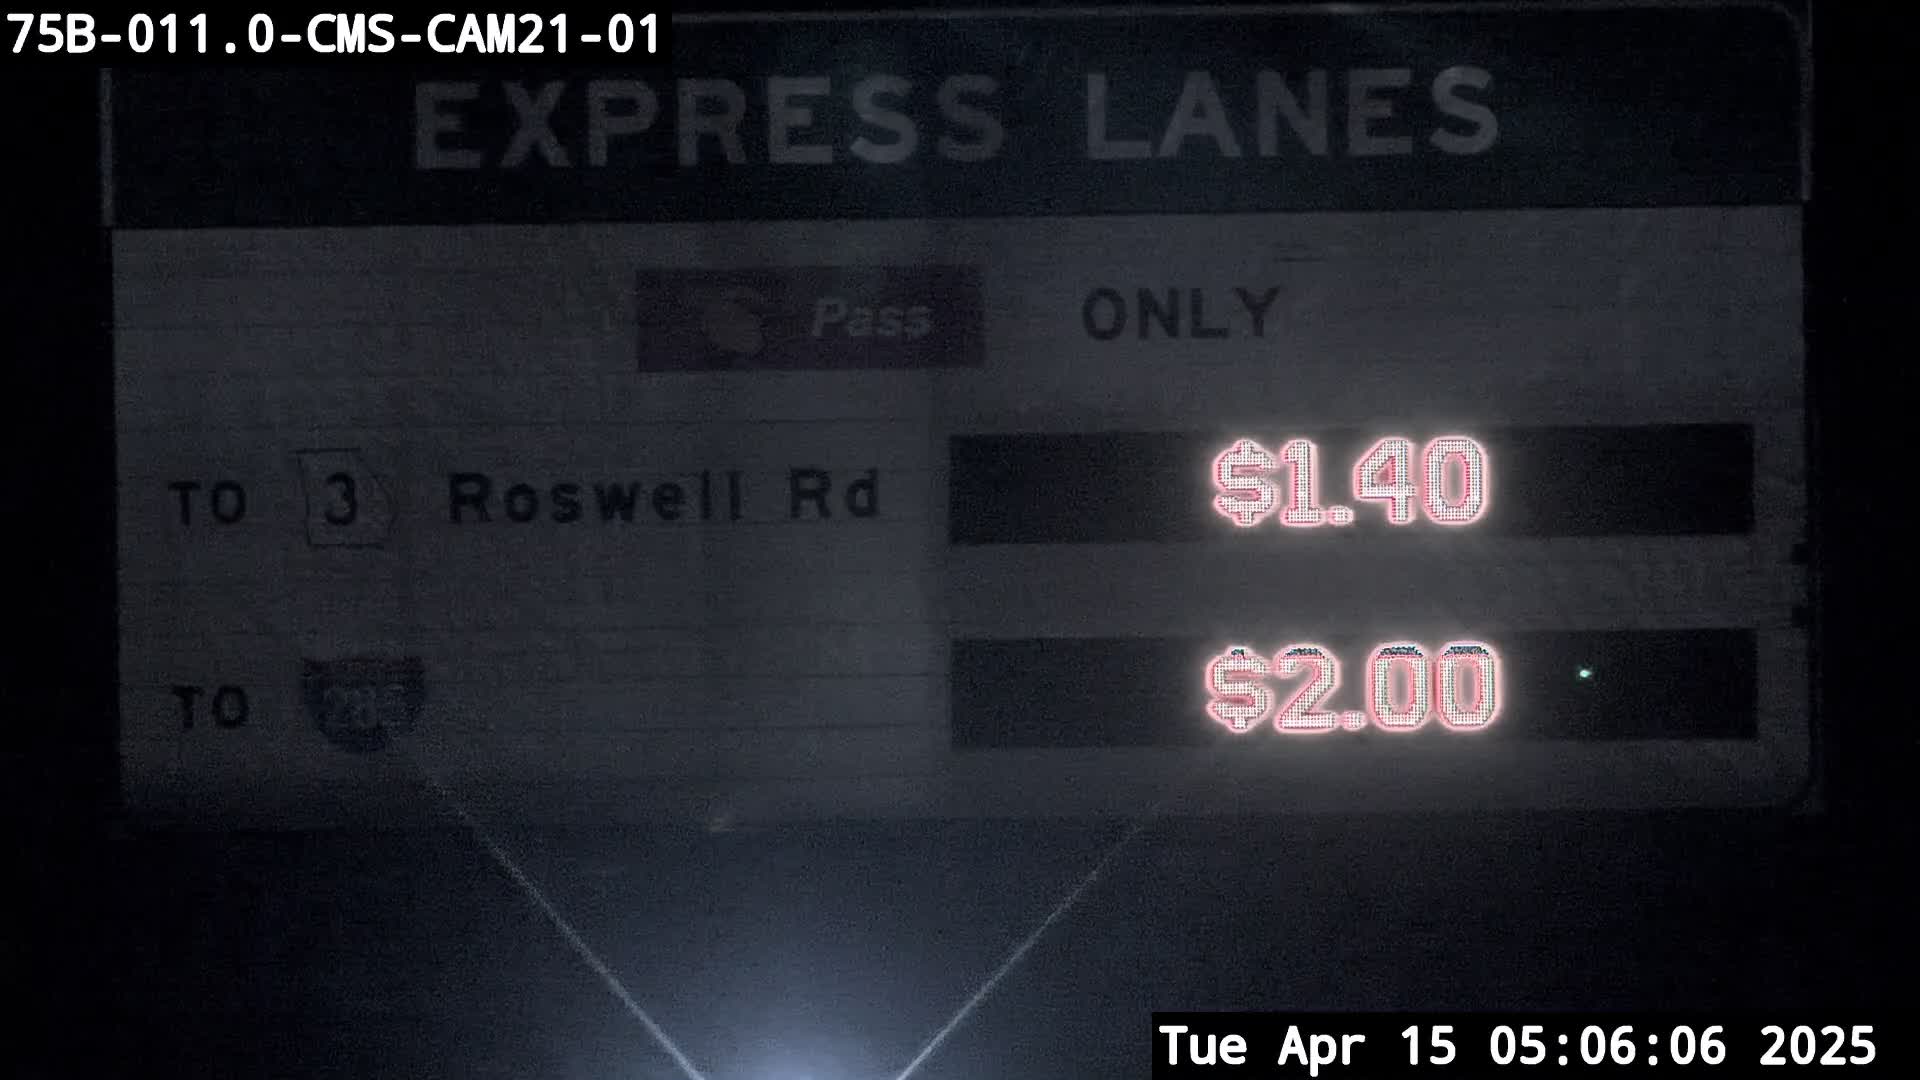 75B-011.0-CMS-CAM21-01
EXPRESS LANES
Pass ONLY
TO 3 Roswell Rd $1.40
TO 285 $2.00
Tue Apr 15 05:06:06 2025